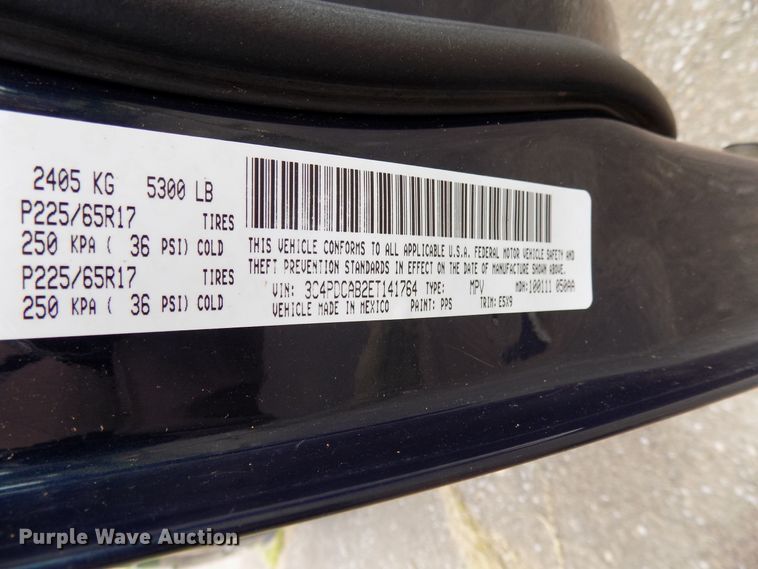 2405 KG 5300 LB
P225/65R17 TIRES
250 KPA ( 36 PSI) COLD
P225/65R17 TIRES
250 KPA ( 36 PSI) COLD
THIS VEHICLE CONFORMS TO ALL APPLICABLE U.S.A. FEDERAL MOTOR VEHICLE SAFETY AND
THEFT PREVENTION STANDARDS IN EFFECT ON THE DATE OF MANUFACTURE SHOWN ABOVE.
VIN: 3C4PDCAB2ET141764 TYPE: MPV MDH:100111 050AA
VEHICLE MADE IN MEXICO PAINT: PPS TRIM: E5X9
Purple Wave Auction